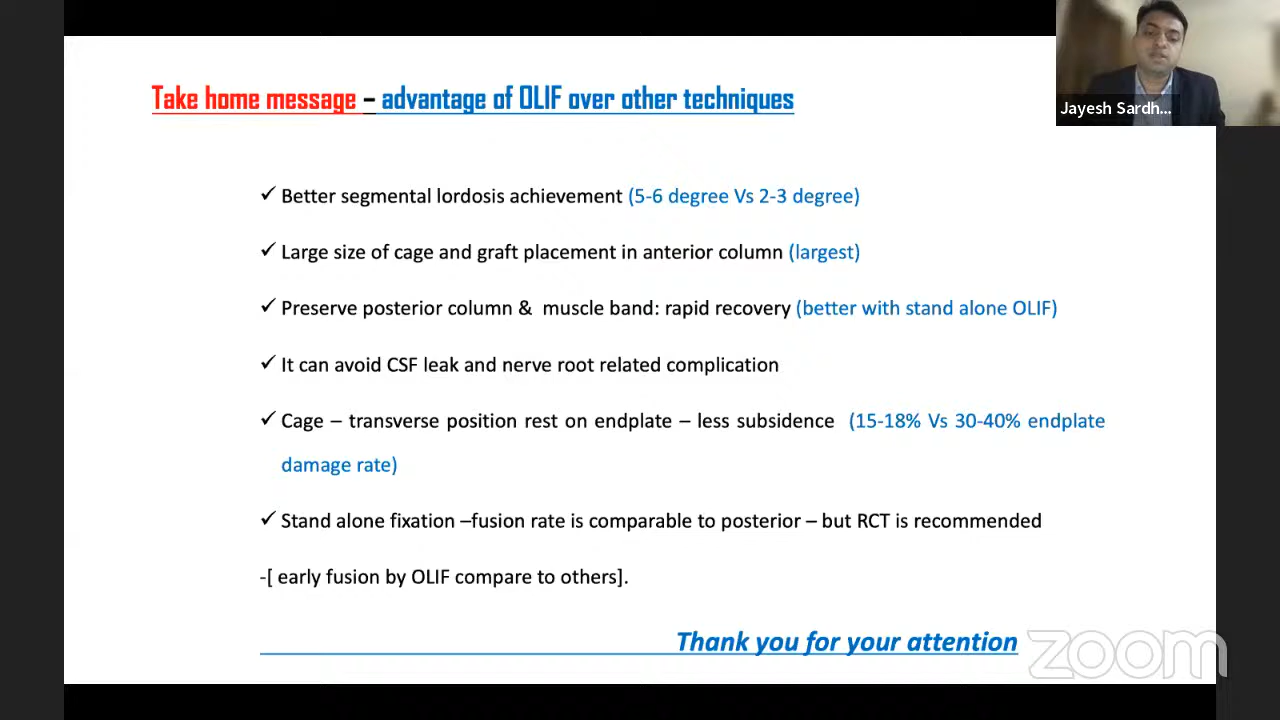 Jayesh Sardh...
Take home message – advantage of OLIF over other techniques
✓ Better segmental lordosis achievement (5-6 degree Vs 2-3 degree)
✓ Large size of cage and graft placement in anterior column (largest)
✓ Preserve posterior column & muscle band: rapid recovery (better with stand alone OLIF)
✓ It can avoid CSF leak and nerve root related complication
✓ Cage – transverse position rest on endplate – less subsidence (15-18% Vs 30-40% endplate
damage rate)
✓ Stand alone fixation –fusion rate is comparable to posterior – but RCT is recommended
-[ early fusion by OLIF compare to others].
Thank you for your attention
zoom